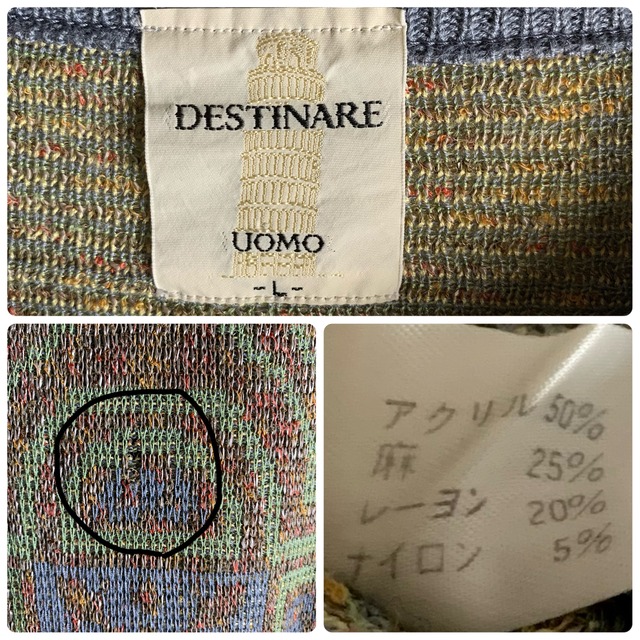 DESTINARE
UOMO
- L -
アクリル 50%
麻 25%
レーヨン 20%
ナイロン 5%